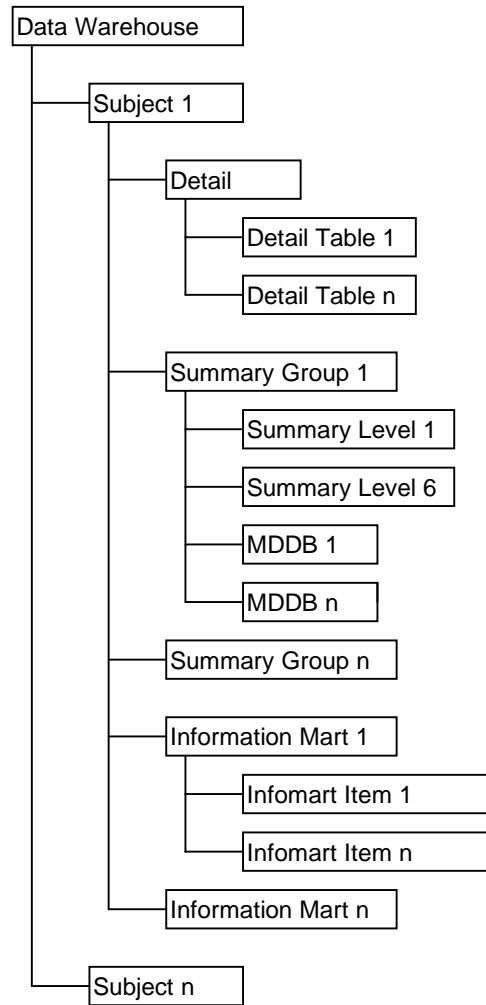 Data Warehouse
Subject 1
Detail
Detail Table 1
Detail Table n
Summary Group 1
Summary Level 1
Summary Level 6
MDDB 1
MDDB n
Summary Group n
Information Mart 1
Infomart Item 1
Infomart Item n
Information Mart n
Subject n